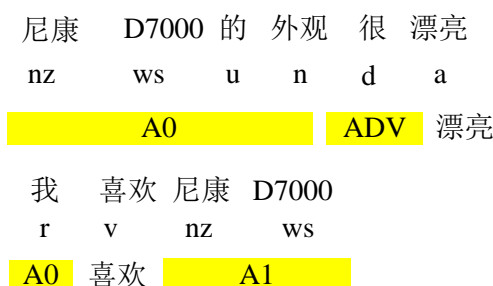 尼康 D7000 的 外观 很 漂亮
nz ws u n d a
A0 ADV 漂亮
我 喜欢 尼康 D7000
r v nz ws
A0 喜欢 A1